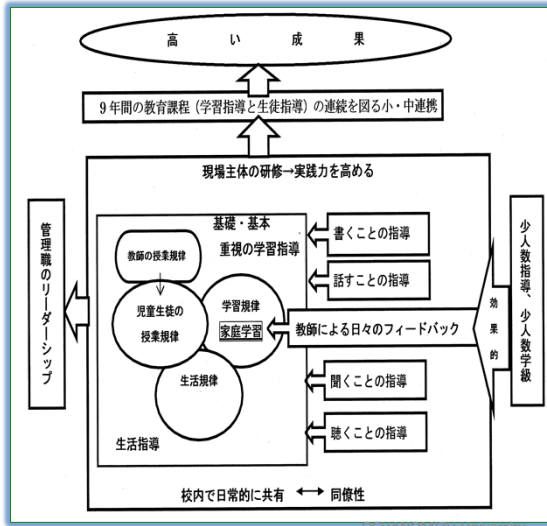 高い成果
9年間の教育課程（学習指導と生徒指導）の連続を図る小・中連携
現場主体の研修→実践力を高める
管理職のリーダーシップ
基礎・基本
重視の学習指導
教師の授業規律
児童生徒の
授業規律
学習規律
家庭学習
生活規律
生活指導
書くことの指導
話すことの指導
教師による日々のフィードバック
聞くことの指導
聴くことの指導
効果的
少人数指導、少人数学級
校内で日常的に共有 ↔ 同僚性